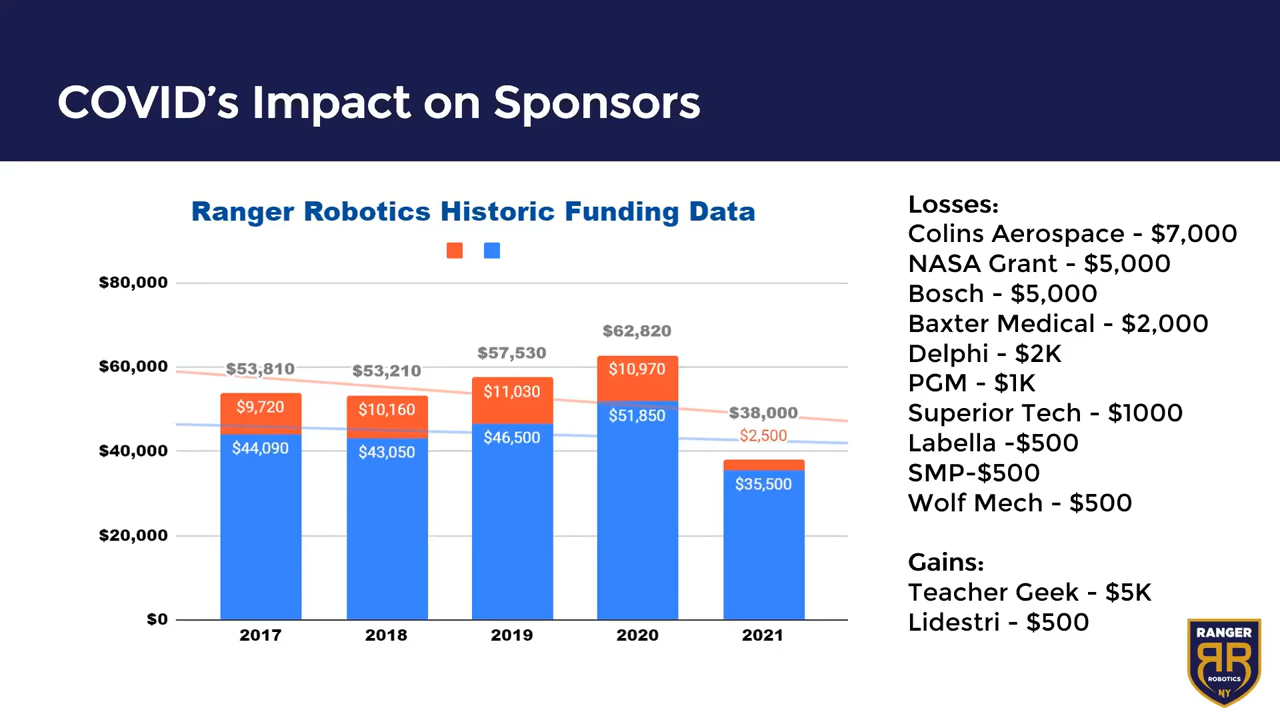 COVID's Impact on Sponsors
Ranger Robotics Historic Funding Data
$80,000
$60,000
$40,000
$20,000
$0
$53,810
$9,720
$44,090
$53,210
$10,160
$43,050
$57,530
$11,030
$46,500
$62,820
$10,970
$51,850
$38,000
$2,500
$35,500
2017 2018 2019 2020 2021
Losses:
Colins Aerospace - $7,000
NASA Grant - $5,000
Bosch - $5,000
Baxter Medical - $2,000
Delphi - $2K
PGM - $1K
Superior Tech - $1000
Labella -$500
SMP-$500
Wolf Mech - $500
Gains:
Teacher Geek - $5K
Lidestri - $500
RANGER
RR
ROBOTICS
NY